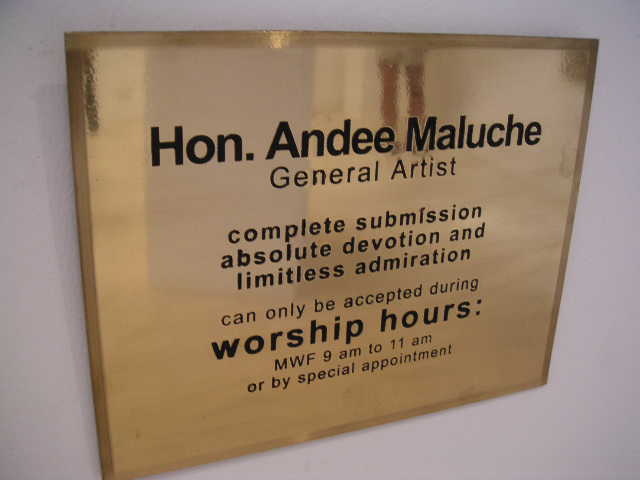 Hon. Andee Maluche
General Artist
complete submission
absolute devotion and
limitless admiration
can only be accepted during
worship hours:
MWF 9 am to 11 am
or by special appointment